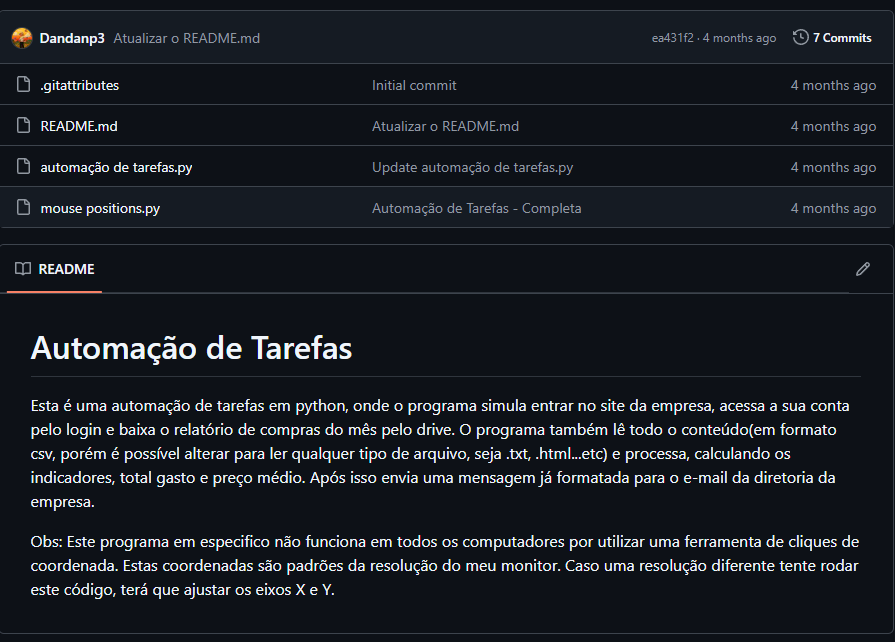 Dandanp3 Atualizar o README.md ea431f2 · 4 months ago 7 Commits
.gitattributes Initial commit 4 months ago
README.md Atualizar o README.md 4 months ago
automação de tarefas.py Update automação de tarefas.py 4 months ago
mouse positions.py Automação de Tarefas - Completa 4 months ago
README
Automação de Tarefas
Esta é uma automação de tarefas em python, onde o programa simula entrar no site da empresa, acessa a sua conta
pelo login e baixa o relatório de compras do mês pelo drive. O programa também lê todo o conteúdo(em formato
csv, porém é possível alterar para ler qualquer tipo de arquivo, seja .txt, .html...etc) e processa, calculando os
indicadores, total gasto e preço médio. Após isso envia uma mensagem já formatada para o e-mail da diretoria da
empresa.
Obs: Este programa em especifico não funciona em todos os computadores por utilizar uma ferramenta de cliques de
coordenada. Estas coordenadas são padrões da resolução do meu monitor. Caso uma resolução diferente tente rodar
este código, terá que ajustar os eixos X e Y.